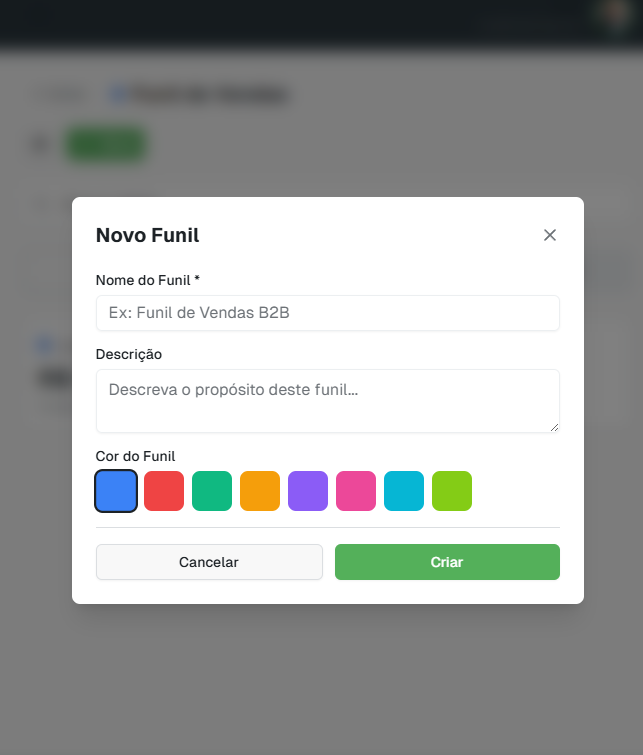 Novo Funil
Nome do Funil *
Ex: Funil de Vendas B2B
Descrição
Descreva o propósito deste funil...
Cor do Funil
Cancelar
Criar